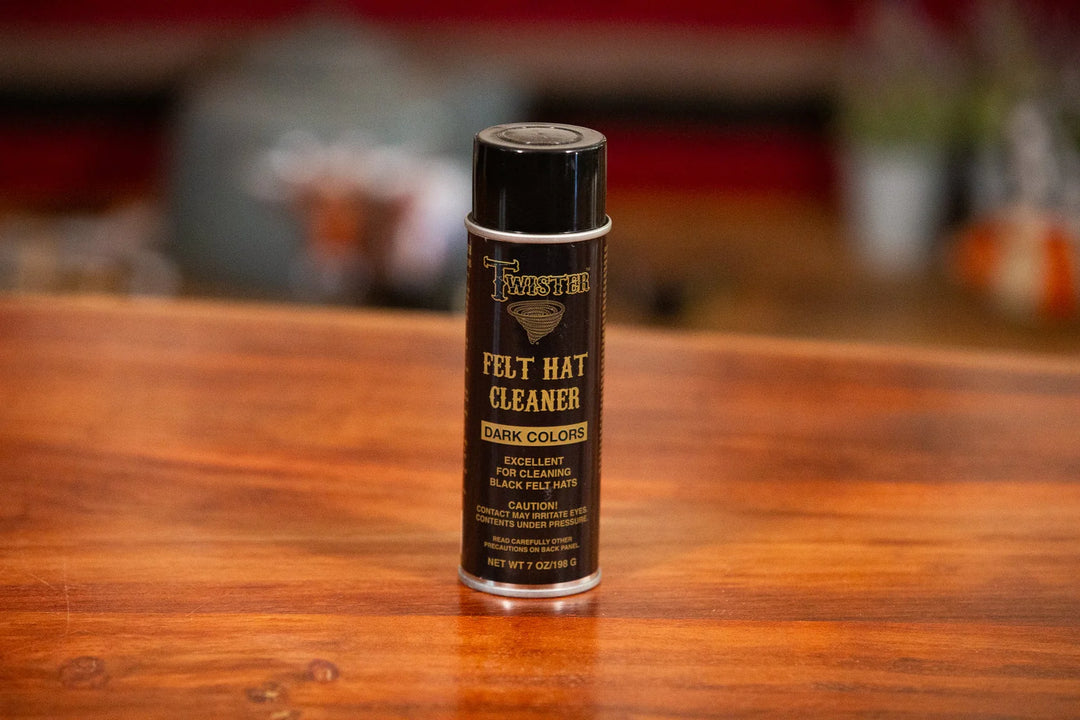 TWISTER™
FELT HAT
CLEANER
DARK COLORS
EXCELLENT
FOR CLEANING
BLACK FELT HATS
CAUTION!
CONTACT MAY IRRITATE EYES.
CONTENTS UNDER PRESSURE.
READ CAREFULLY OTHER
PRECAUTIONS ON BACK PANEL.
NET WT 7 OZ/198 G